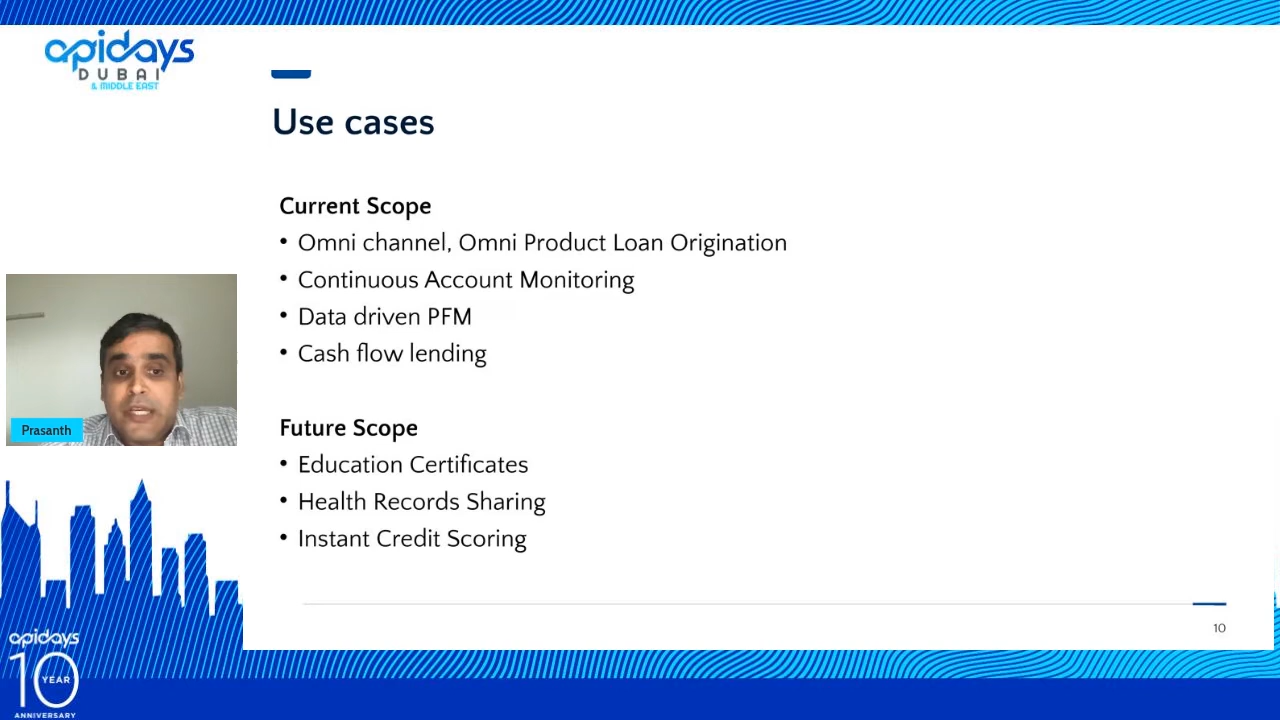 apidays
DUBAI
& MIDDLE EAST
Use cases
Current Scope
• Omni channel, Omni Product Loan Origination
• Continuous Account Monitoring
• Data driven PFM
• Cash flow lending
Future Scope
• Education Certificates
• Health Records Sharing
• Instant Credit Scoring
10
Prasanth
apidays
10
YEAR
ANNIVERSARY